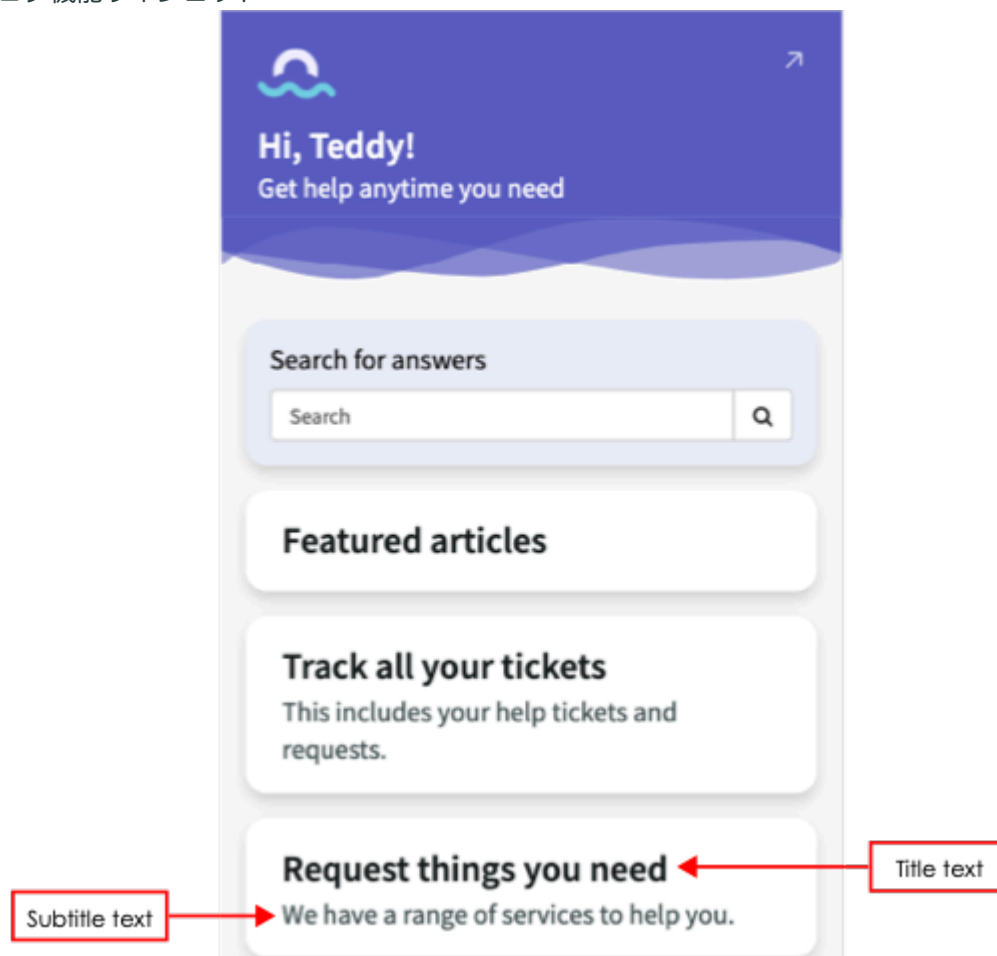 Hi, Teddy!
Get help anytime you need
Search for answers
Search
Featured articles
Track all your tickets
This includes your help tickets and
requests.
Request things you need
Title text
Subtitle text
We have a range of services to help you.